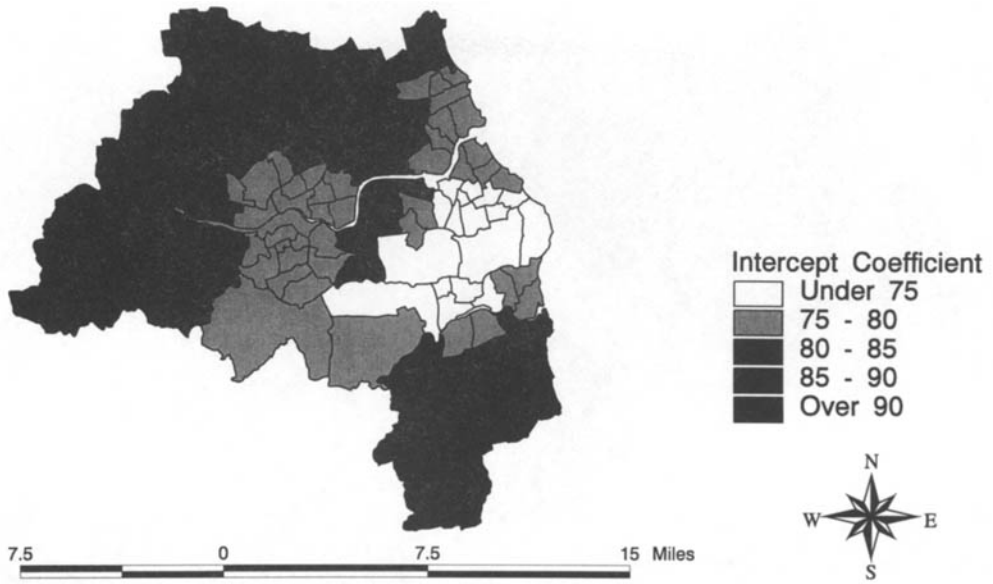 Intercept Coefficient
Under 75
75 - 80
80 - 85
85 - 90
Over 90
N
W E
S
7.5 0 7.5 15 Miles